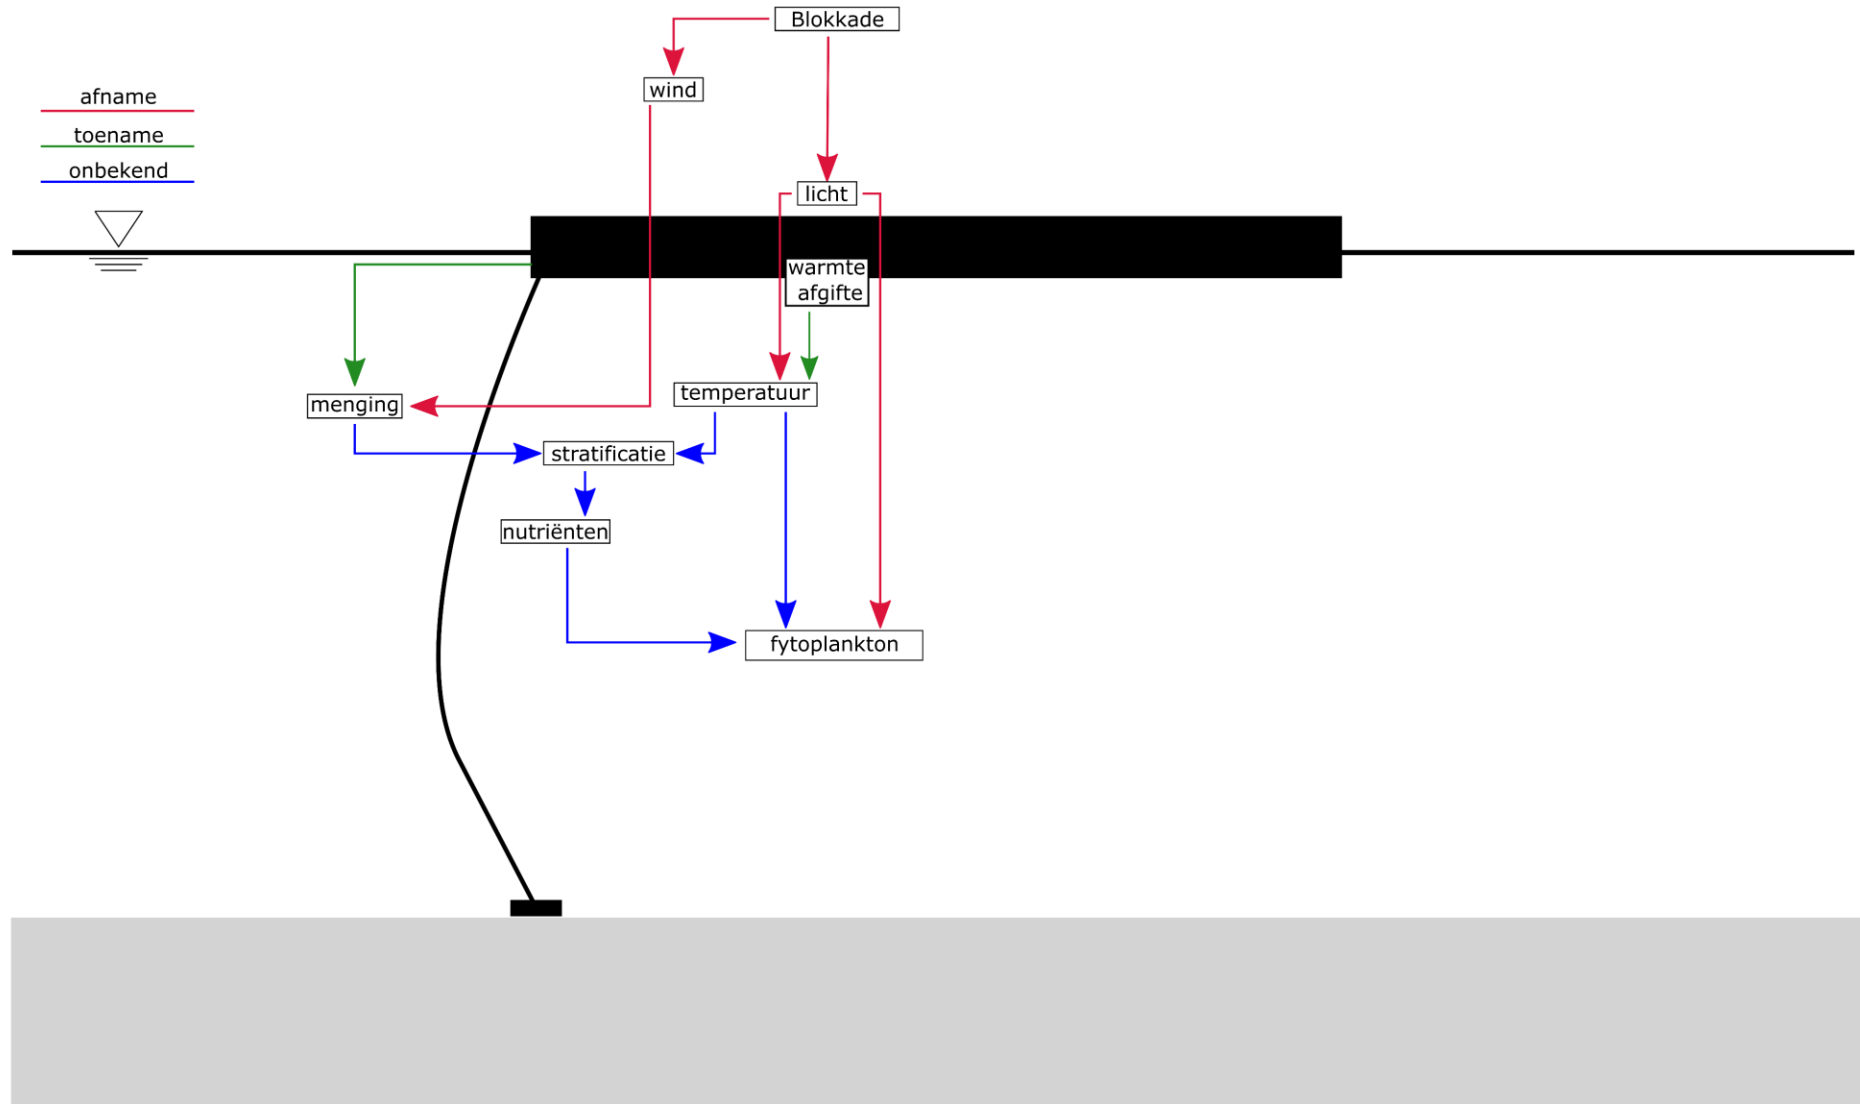 Blokkade
wind
afname
toename
onbekend
licht
warmte
afgifte
temperatuur
menging
stratificatie
nutriënten
fytoplankton